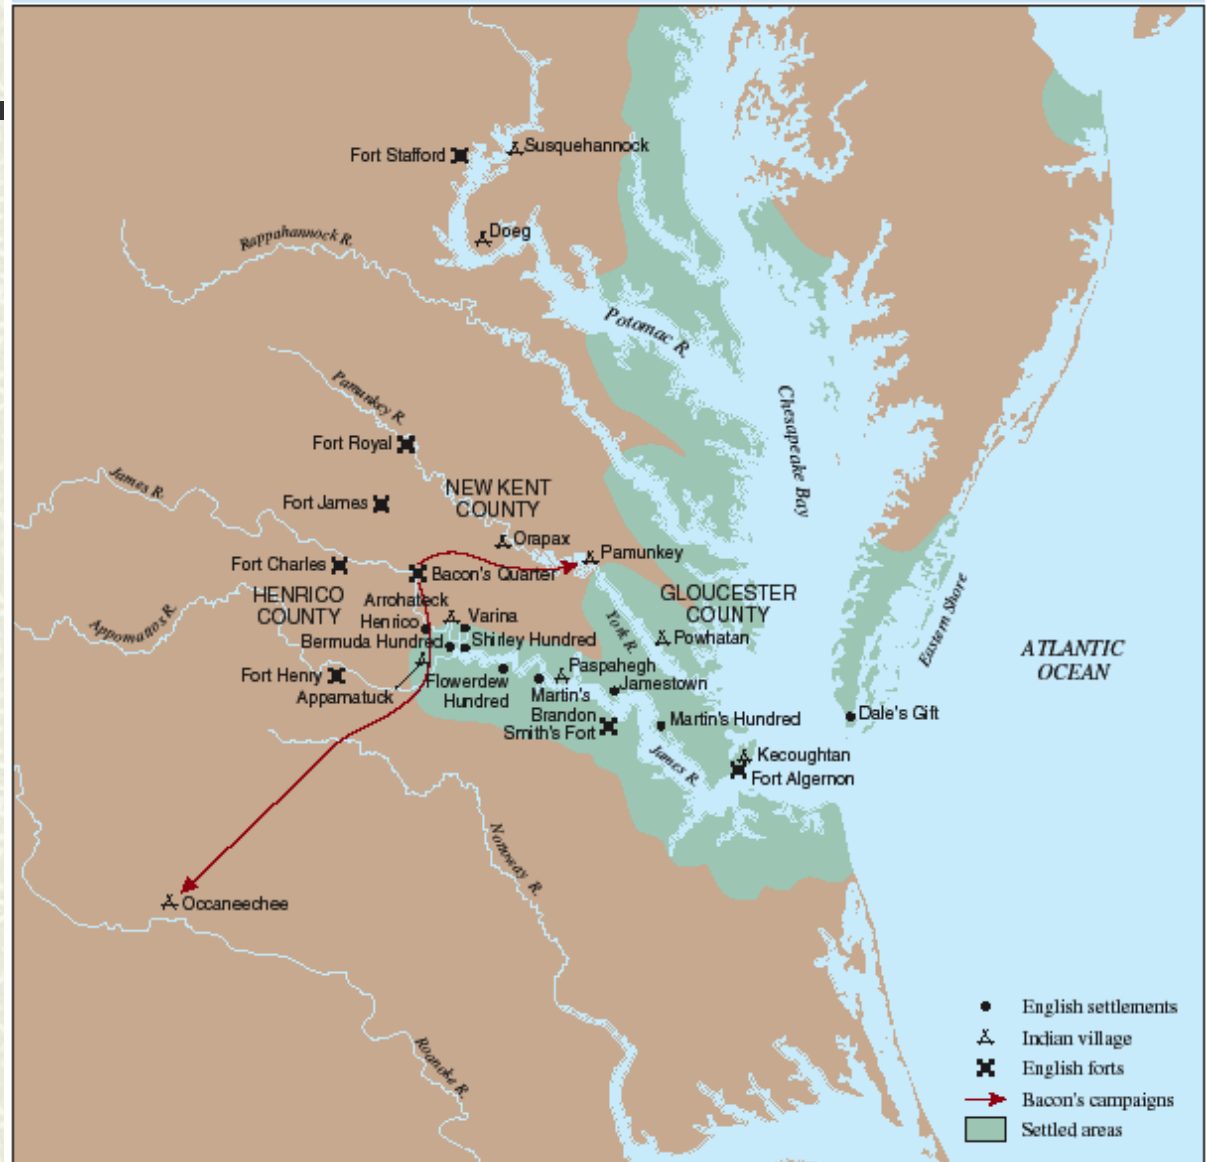 Fort Stafford
Susquehannock
Doeg
Rappahannock R.
Potomac R.
Pamunkey R.
Chesapeake Bay
Fort Royal
James R.
NEW KENT
COUNTY
Fort James
Orapax
Pamunkey
Fort Charles
Bacon's Quarter
HENRICO
COUNTY
GLOUCESTER
COUNTY
Arrohateck
Henrico
Varina
Appomattos R.
York R.
Powhatan
Eastern Shore
Bermuda Hundred
Shirley Hundred
ATLANTIC
OCEAN
Fort Henry
Appamatuck
Flowerdew
Hundred
Paspahegh
Jamestown
Martin's
Brandon
Smith's Fort
Martin's Hundred
Dale's Gift
James R.
Kecoughtan
Fort Algernon
Nottoway R.
Occaneechee
Roanoke R.
English settlements
Indian village
English forts
Bacon's campaigns
Settled areas